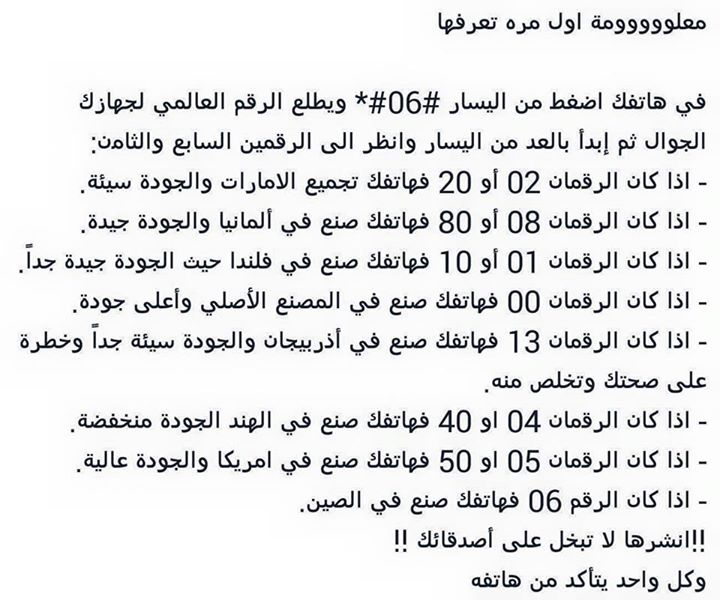 معلوووووومة اول مره تعرفها
في هاتفك اضغط من اليسار #06#* ويطلع الرقم العالمي لجهازك
الجوال ثم إبدأ بالعد من اليسار وانظر الى الرقمين السابع والثامن:
- اذا كان الرقمان 02 أو 20 فهاتفك تجميع الامارات والجودة سيئة.
- اذا كان الرقمان 08 أو 80 فهاتفك صنع في ألمانيا والجودة جيدة.
- اذا كان الرقمان 01 أو 10 فهاتفك صنع في فلندا حيث الجودة جيدة جداً.
- اذا كان الرقمان 00 فهاتفك صنع في المصنع الأصلي وأعلى جودة.
- اذا كان الرقمان 13 فهاتفك صنع في أذربيجان والجودة سيئة جداً وخطرة
على صحتك وتخلص منه.
- اذا كان الرقمان 04 او 40 فهاتفك صنع في الهند الجودة منخفضة.
- اذا كان الرقمان 05 او 50 فهاتفك صنع في امريكا والجودة عالية.
- اذا كان الرقم 06 فهاتفك صنع في الصين.
!!انشرها لا تبخل على أصدقائك !!
وكل واحد يتأكد من هاتفه